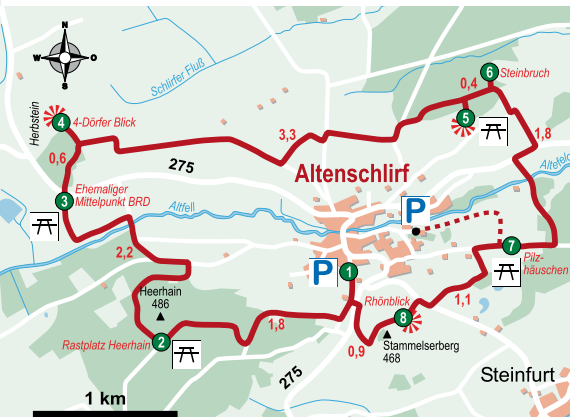 N
W
O
S
Schlirfer Fluß
6
Steinbruch
0,4
5
Herbstein
4
4-Dörfer Blick
0,6
3,3
275
1,8
Altenschlirf
Altefeld
3
Ehemaliger
Mittelpunkt BRD
Altfell
P
7
Pilz-
häuschen
2,2
P
1
Heerhain
486
Rhönblick
8
1,1
1,8
Rastplatz Heerhain
2
0,9
Stammelserberg
468
275
Steinfurt
1 km